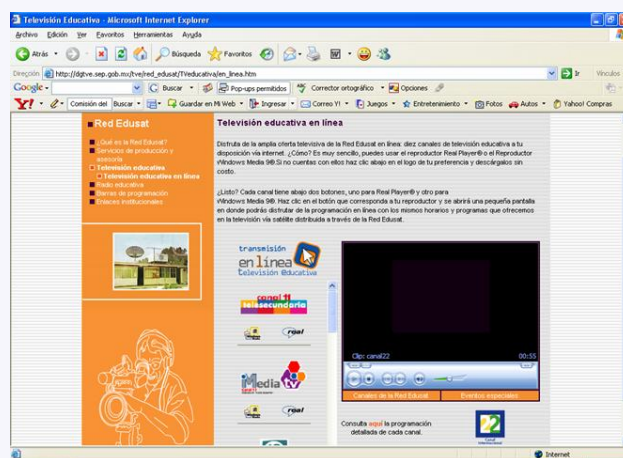 Televisión Educativa - Microsoft Internet Explorer
Archivo Edición Ver Favoritos Herramientas Ayuda
Atrás Búsqueda Favoritos
Dirección http://dgtve.sep.gob.mx/tve/red_edusat/TVeducativa/en_linea.htm Ir Vínculos
Google Buscar Pop-ups permitidos Corrector ortográfico Opciones
Y! Comisión del Buscar Guardar en Mi Web Ingresar Correo Y! Juegos Entretenimiento Fotos Autos Yahoo! Compras
Red Edusat
¿Qué es la Red Edusat?
Servicios de producción y
asesoría
Televisión educativa
Televisión educativa en línea
Radio educativa
Barras de programación
Enlaces institucionales
Televisión educativa en línea
Disfruta de la amplia oferta televisiva de la Red Edusat en línea: diez canales de televisión educativa a tu
disposición vía internet. ¿Cómo? Es muy sencillo, puedes usar el reproductor Real Player® o el Reproductor
Windows Media 9®.Si no cuentas con ellos haz clic abajo en el logo de tu preferencia y descárgalos sin
costo.
¿Listo? Cada canal tiene abajo dos botones, uno para Real Player® y otro para
Windows Media 9®. Haz clic en el botón que corresponda a tu reproductor y se abrirá una pequeña pantalla
en donde podrás disfrutar de la programación en línea con los mismos horarios y programas que ofrecemos
en la televisión vía satélite distribuida a través de la Red Edusat.
transmisión
en línea
televisión educativa
canal 11
telesecundaria
real
Media tv
real
Clip: canal22 00:55
Canales de la Red Edusat Eventos especiales
Consulta aquí la programación
detallada de cada canal.
22
Internet